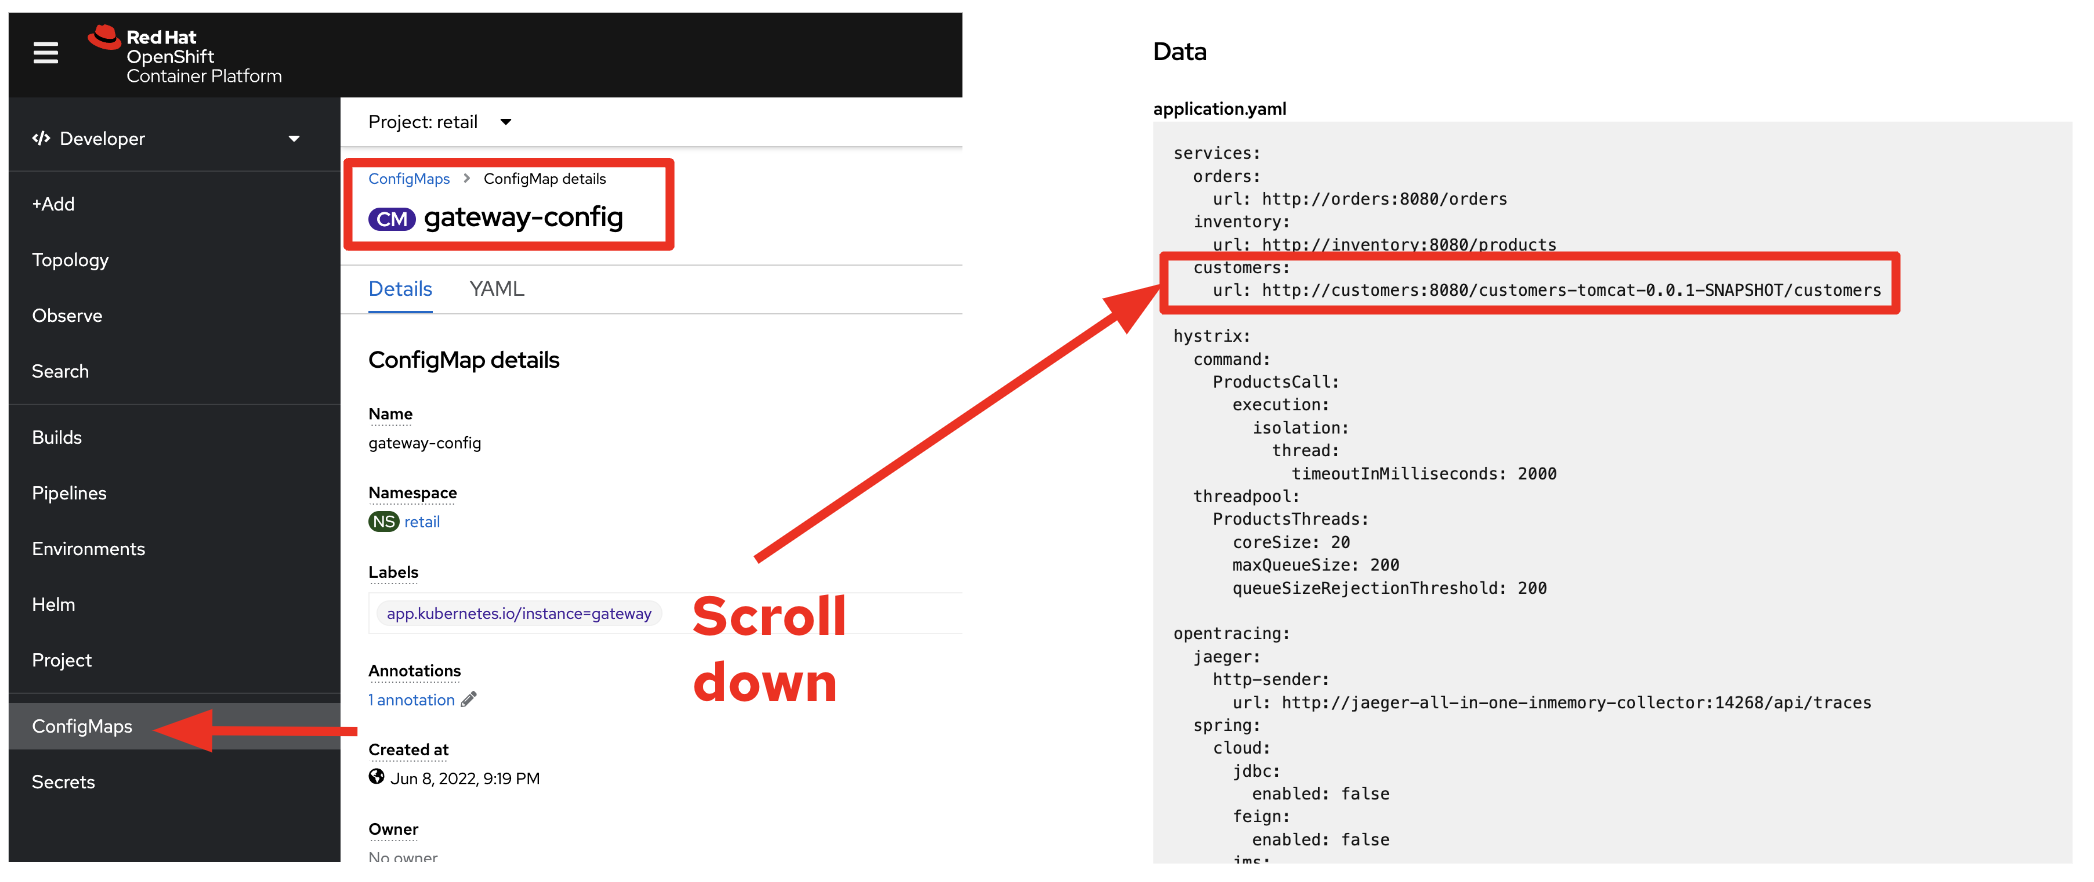 Red Hat
OpenShift
Container Platform
Developer
+Add
Topology
Observe
Search
Builds
Pipelines
Environments
Helm
Project
ConfigMaps
Secrets
Project: retail
ConfigMaps > ConfigMap details
CM gateway-config
Details YAML
ConfigMap details
Name
gateway-config
Namespace
NS retail
Labels
app.kubernetes.io/instance=gateway
Annotations
1 annotation
Created at
Jun 8, 2022, 9:19 PM
Owner
No owner
Scroll
down
Data
application.yaml
services:
  orders:
    url: http://orders:8080/orders
  inventory:
    url: http://inventory:8080/products
  customers:
    url: http://customers:8080/customers-tomcat-0.0.1-SNAPSHOT/customers
hystrix:
  command:
    ProductsCall:
      execution:
        isolation:
          thread:
            timeoutInMilliseconds: 2000
  threadpool:
    ProductsThreads:
      coreSize: 20
      maxQueueSize: 200
      queueSizeRejectionThreshold: 200
opentracing:
  jaeger:
    http-sender:
      url: http://jaeger-all-in-one-inmemory-collector:14268/api/traces
  spring:
    cloud:
      jdbc:
        enabled: false
      feign:
        enabled: false
      jms: